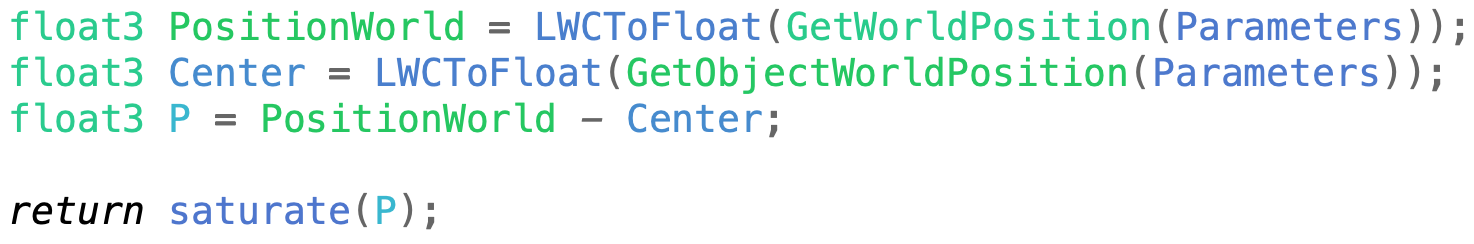 float3 PositionWorld = LWCToFloat(GetWorldPosition(Parameters));
float3 Center = LWCToFloat(GetObjectWorldPosition(Parameters));
float3 P = PositionWorld - Center;
return saturate(P);